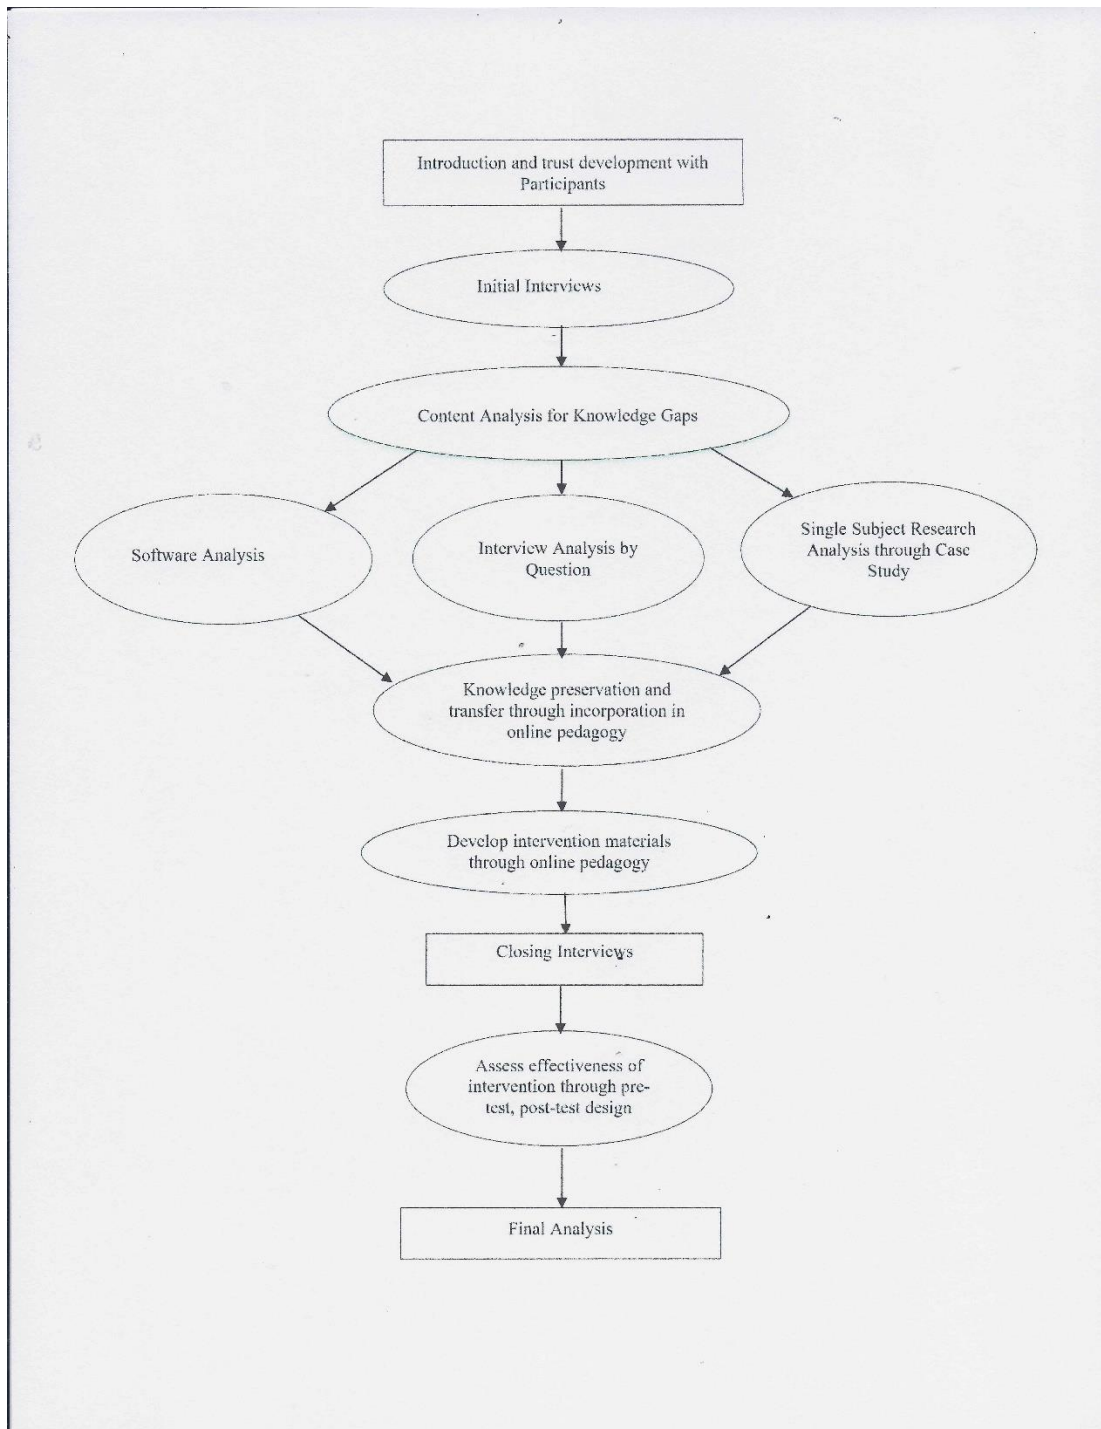 Introduction and trust development with
Participants
Initial Interviews
Content Analysis for Knowledge Gaps
Software Analysis
Interview Analysis by
Question
Single Subject Research
Analysis through Case
Study
Knowledge preservation and
transfer through incorporation in
online pedagogy
Develop intervention materials
through online pedagogy
Closing Interviews
Assess effectiveness of
intervention through pre-
test, post-test design
Final Analysis